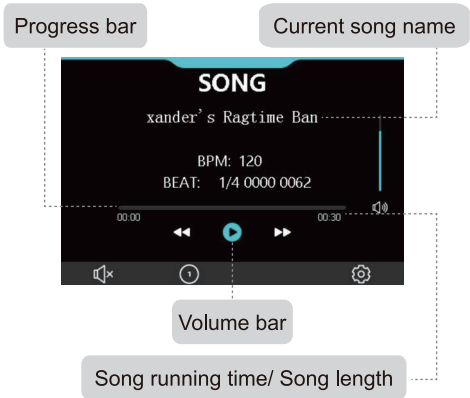 Progress bar
Current song name
SONG
xander's Ragtime Ban
BPM: 120
BEAT: 1/4 0000 0062
00:00
00:30
1
Volume bar
Song running time/ Song length